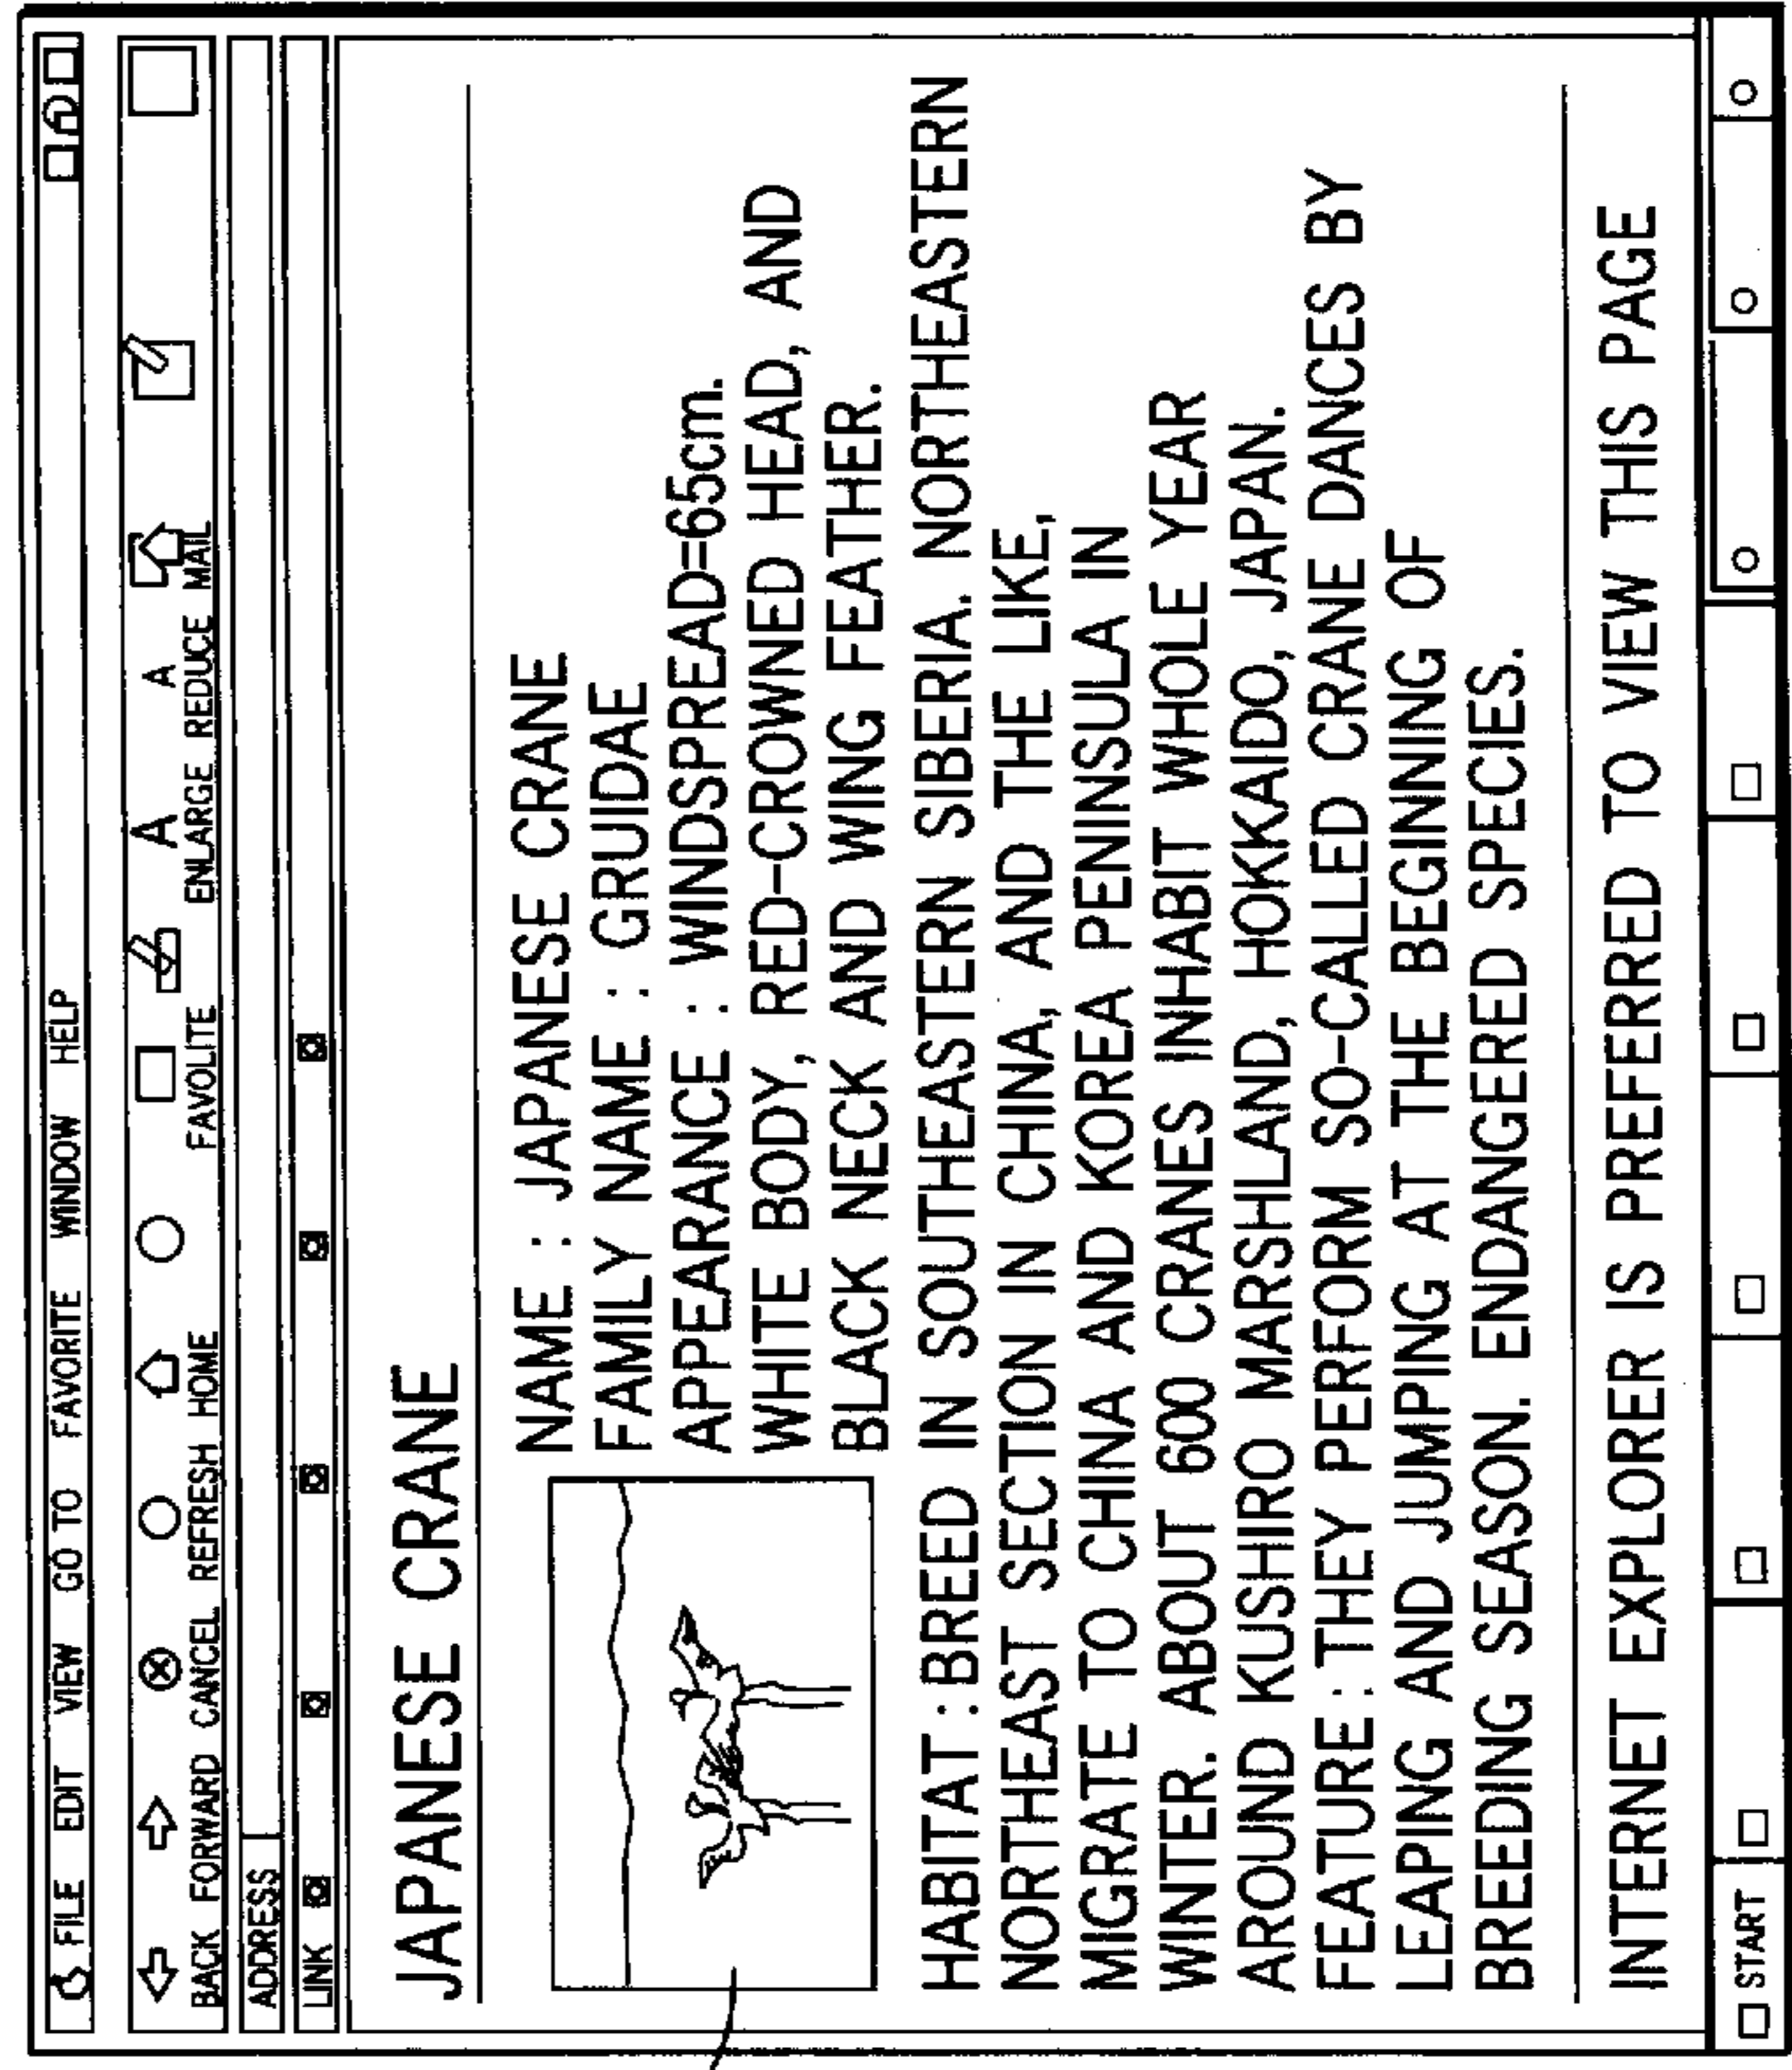 FILE EDIT VIEW GO TO FAVORITE WINDOW HELP
A A
BACK FORWARD CANCEL REFRESH HOME FAVOLITE ENLARGE REDUCE MAIL
ADDRESS
LINK
JAPANESE CRANE
NAME : JAPANESE CRANE
FAMILY NAME : GRUIDAE
APPEARANCE : WINDSPREAD=65cm.
WHITE BODY, RED-CROWNED HEAD, AND
BLACK NECK AND WING FEATHER.
HABITAT : BREED IN SOUTHEASTERN SIBERIA. NORTHEASTERN
NORTHEAST SECTION IN CHINA, AND THE LIKE,
MIGRATE TO CHINA AND KOREA PENINSULA IN
WINTER. ABOUT 600 CRANES INHABIT WHOLE YEAR
AROUND KUSHIRO MARSHLAND, HOKKAIDO, JAPAN.
FEATURE : THEY PERFORM SO-CALLED CRANE DANCES BY
LEAPING AND JUMPING AT THE BEGINNING OF
BREEDING SEASON. ENDANGERED SPECIES.
INTERNET EXPLORER IS PREFERRED TO VIEW THIS PAGE
START